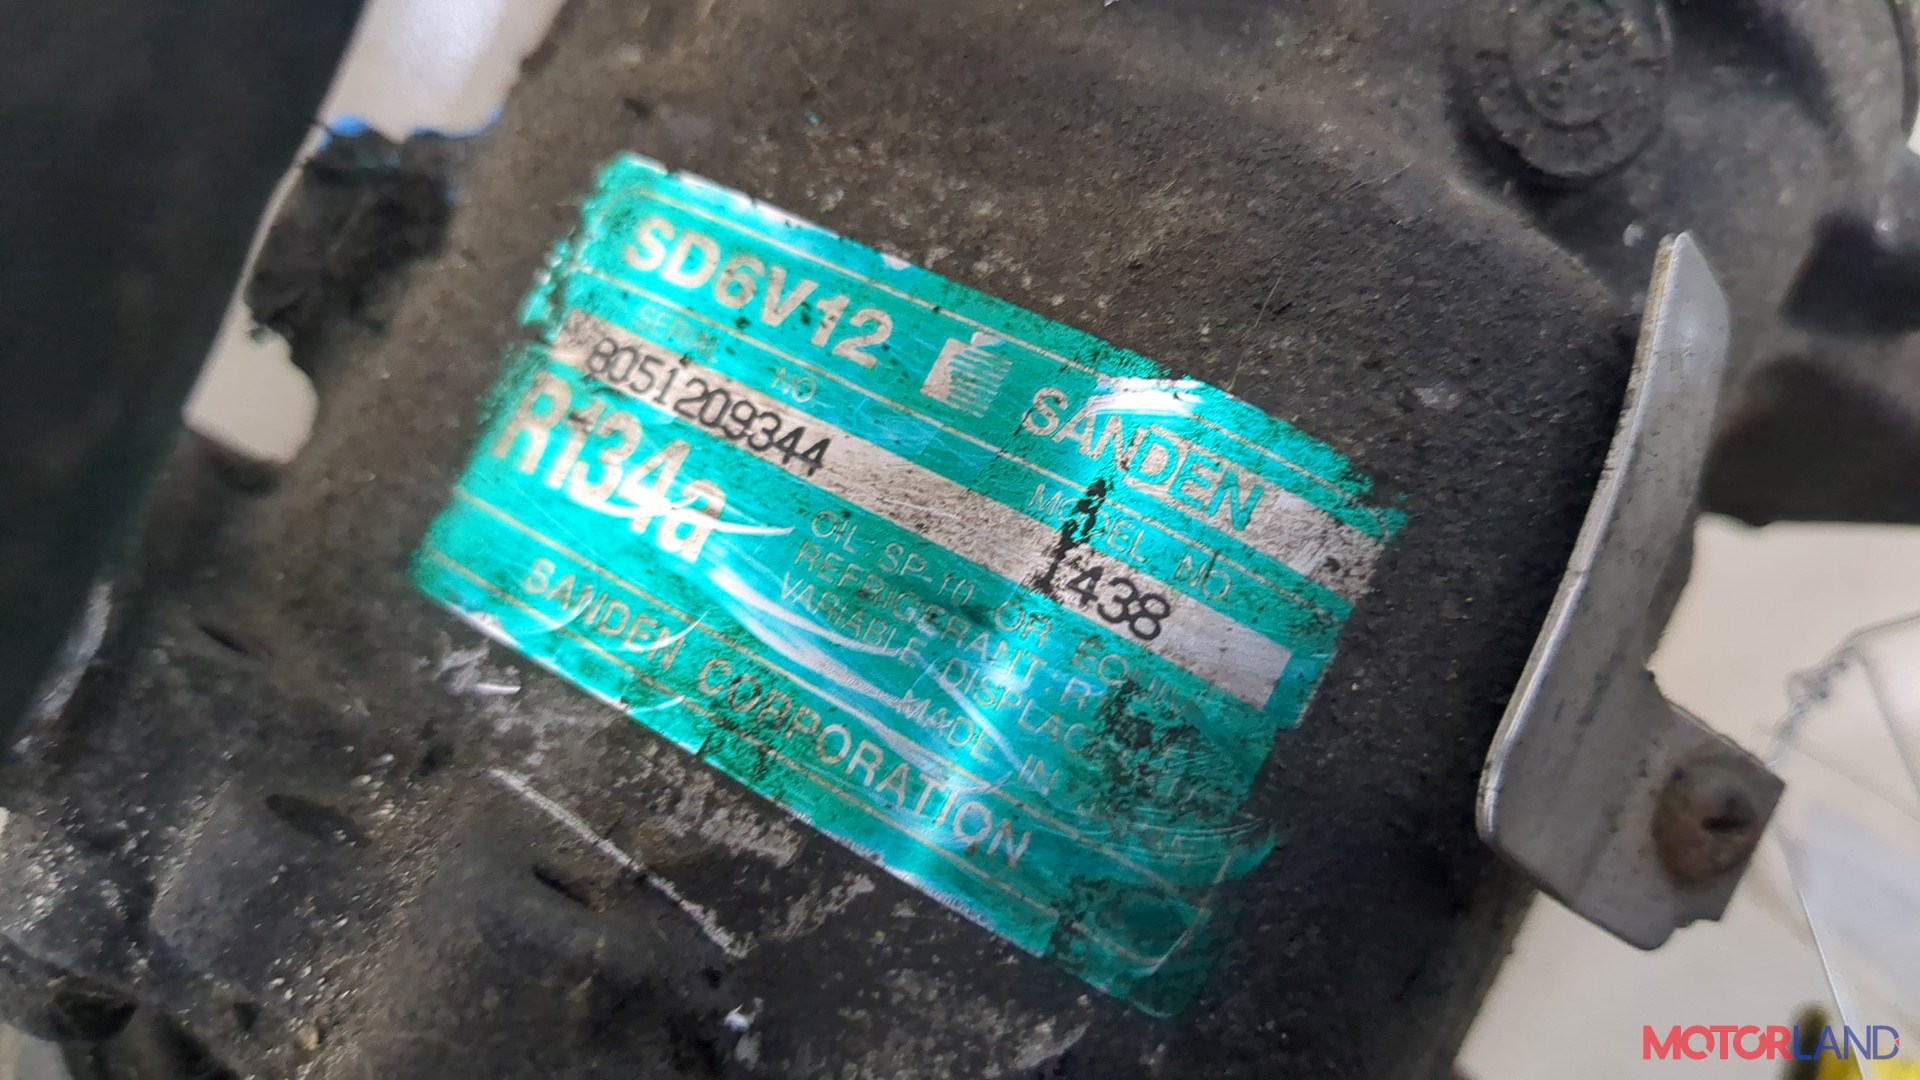 SD6V12 SANDEN
SERIAL NO. MODEL NO.
8051209344 1438
R134a
OIL SP-10 OR EQUIV
REFRIGERANT R
VARIABLE DISPLAC
MADE IN
SANDEN CORPORATION
MOTORLAND